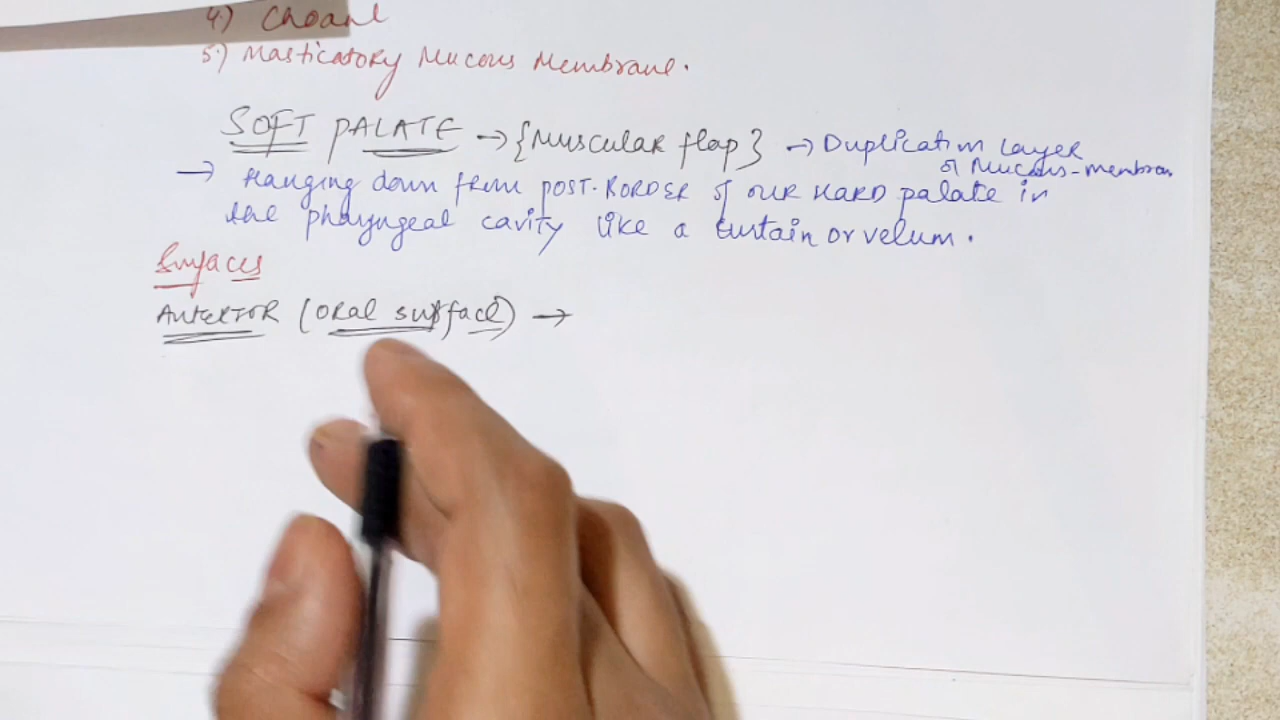 4.) Choanae
5.) Masticatory Mucous Membrane.
SOFT PALATE → {Muscular flap} → Duplication Layer
of Mucous-membran
→ Hanging down from POST. BORDER of our HARD palate in
the pharyngeal cavity like a curtain or velum.
Surfaces
ANTERIOR (oral surface) →